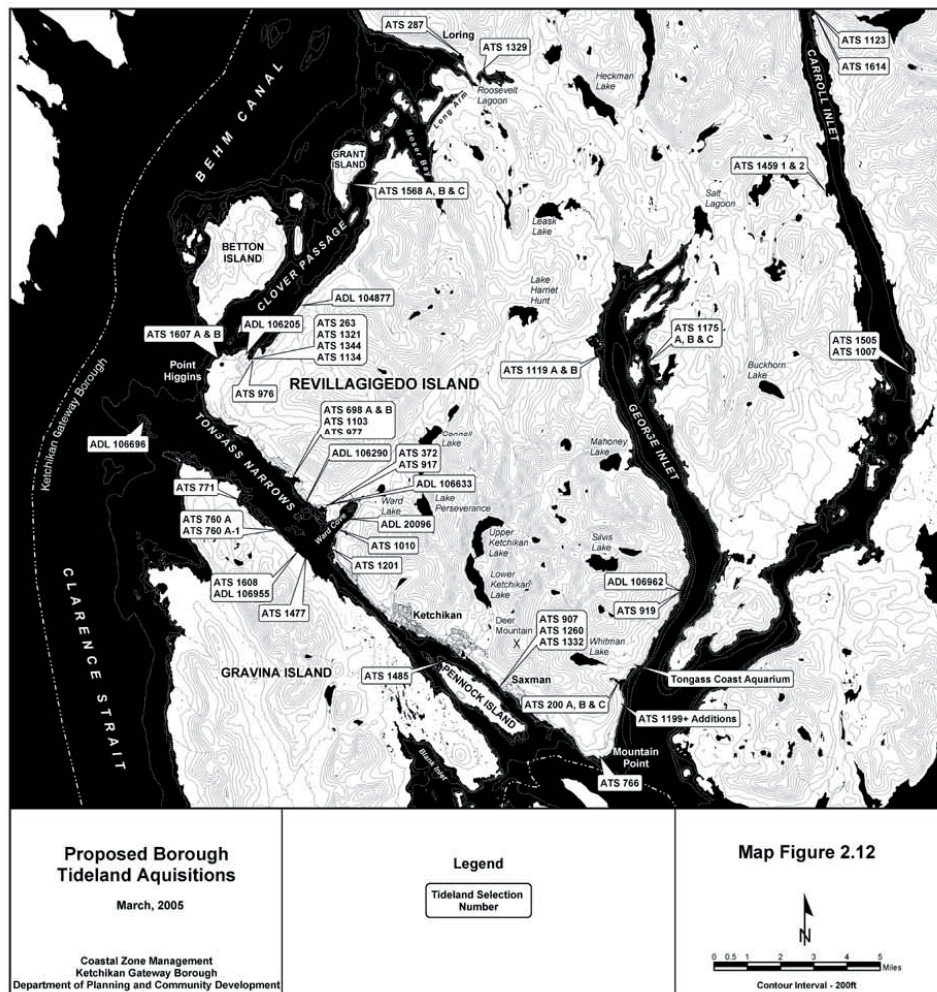 ATS 287
Loring
ATS 1329
Roosevelt
Lagoon
Heckman
Lake
ATS 1123
ATS 1614
CARROLL INLET
BEHM CANAL
Long Arm
Moser Bay
GRANT
ISLAND
ATS 1568 A, B & C
ATS 1459 1 & 2
Salt
Lagoon
Leask
Lake
BETTON
ISLAND
CLOVER PASSAGE
ADL 104877
Lake
Harriet
Hunt
ATS 1607 A & B
ADL 106205
ATS 263
ATS 1321
ATS 1344
ATS 1134
ATS 1175
A, B & C
ATS 1505
ATS 1007
Point
Higgins
ATS 976
ATS 1119 A & B
Buckhorn
Lake
REVILLAGIGEDO ISLAND
Ketchikan Gateway Borough
TONGASS NARROWS
ATS 698 A & B
ATS 1103
ATS 977
GEORGE INLET
ADL 106696
ADL 106290
Connell
Lake
ATS 372
ATS 917
Mahoney
Lake
ATS 771
ADL 106633
Ward
Lake
Lake
Perseverance
ATS 760 A
ATS 760 A-1
Ward Cove
ADL 20096
ATS 1010
Upper
Ketchikan
Lake
Silvis
Lake
ATS 1201
ATS 1608
ADL 106955
Lower
Ketchikan
Lake
ADL 106962
ATS 919
ATS 1477
Ketchikan
Deer
Mountain
X
ATS 907
ATS 1260
ATS 1332
Whitman
Lake
CLARENCE STRAIT
GRAVINA ISLAND
ATS 1485
Saxman
Tongass Coast Aquarium
PENNOCK ISLAND
ATS 200 A, B & C
ATS 1199+ Additions
Blank Inlet
Mountain
Point
ATS 766
Proposed Borough
Tideland Aquisitions
March, 2005
Coastal Zone Management
Ketchikan Gateway Borough
Department of Planning and Community Development
Legend
Tideland Selection
Number
Map Figure 2.12
N
0 0.5 1 2 3 4 5
Miles
Contour Interval - 200ft